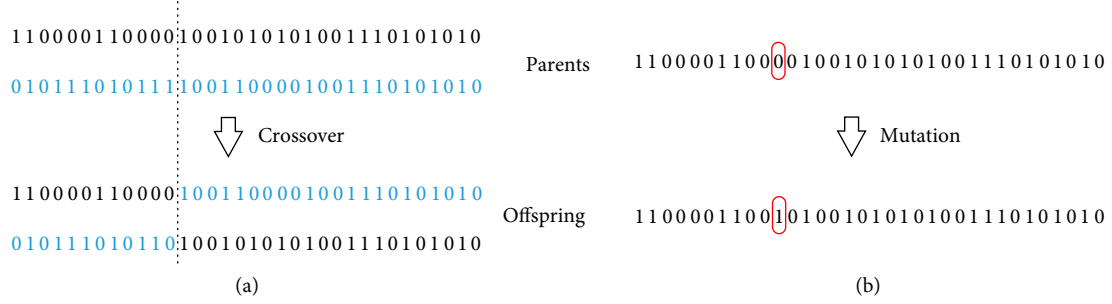 1 1 0 0 0 0 1 1 0 0 0 0 1 0 0 1 0 1 0 1 0 1 0 0 1 1 1 0 1 0 1 0 1 0
0 1 0 1 1 1 0 1 0 1 1 1 1 0 0 1 1 0 0 0 0 1 0 0 1 1 1 0 1 0 1 0 1 0
Crossover
1 1 0 0 0 0 1 1 0 0 0 0 1 0 0 1 1 0 0 0 0 1 0 0 1 1 1 0 1 0 1 0 1 0
0 1 0 1 1 1 0 1 0 1 1 0 1 0 0 1 0 1 0 1 0 1 0 0 1 1 1 0 1 0 1 0 1 0
(a)
Parents
1 1 0 0 0 0 1 1 0 0 0 0 1 0 0 1 0 1 0 1 0 1 0 0 1 1 1 0 1 0 1 0 1 0
Mutation
Offspring
1 1 0 0 0 0 1 1 0 0 1 0 1 0 0 1 0 1 0 1 0 1 0 0 1 1 1 0 1 0 1 0 1 0
(b)